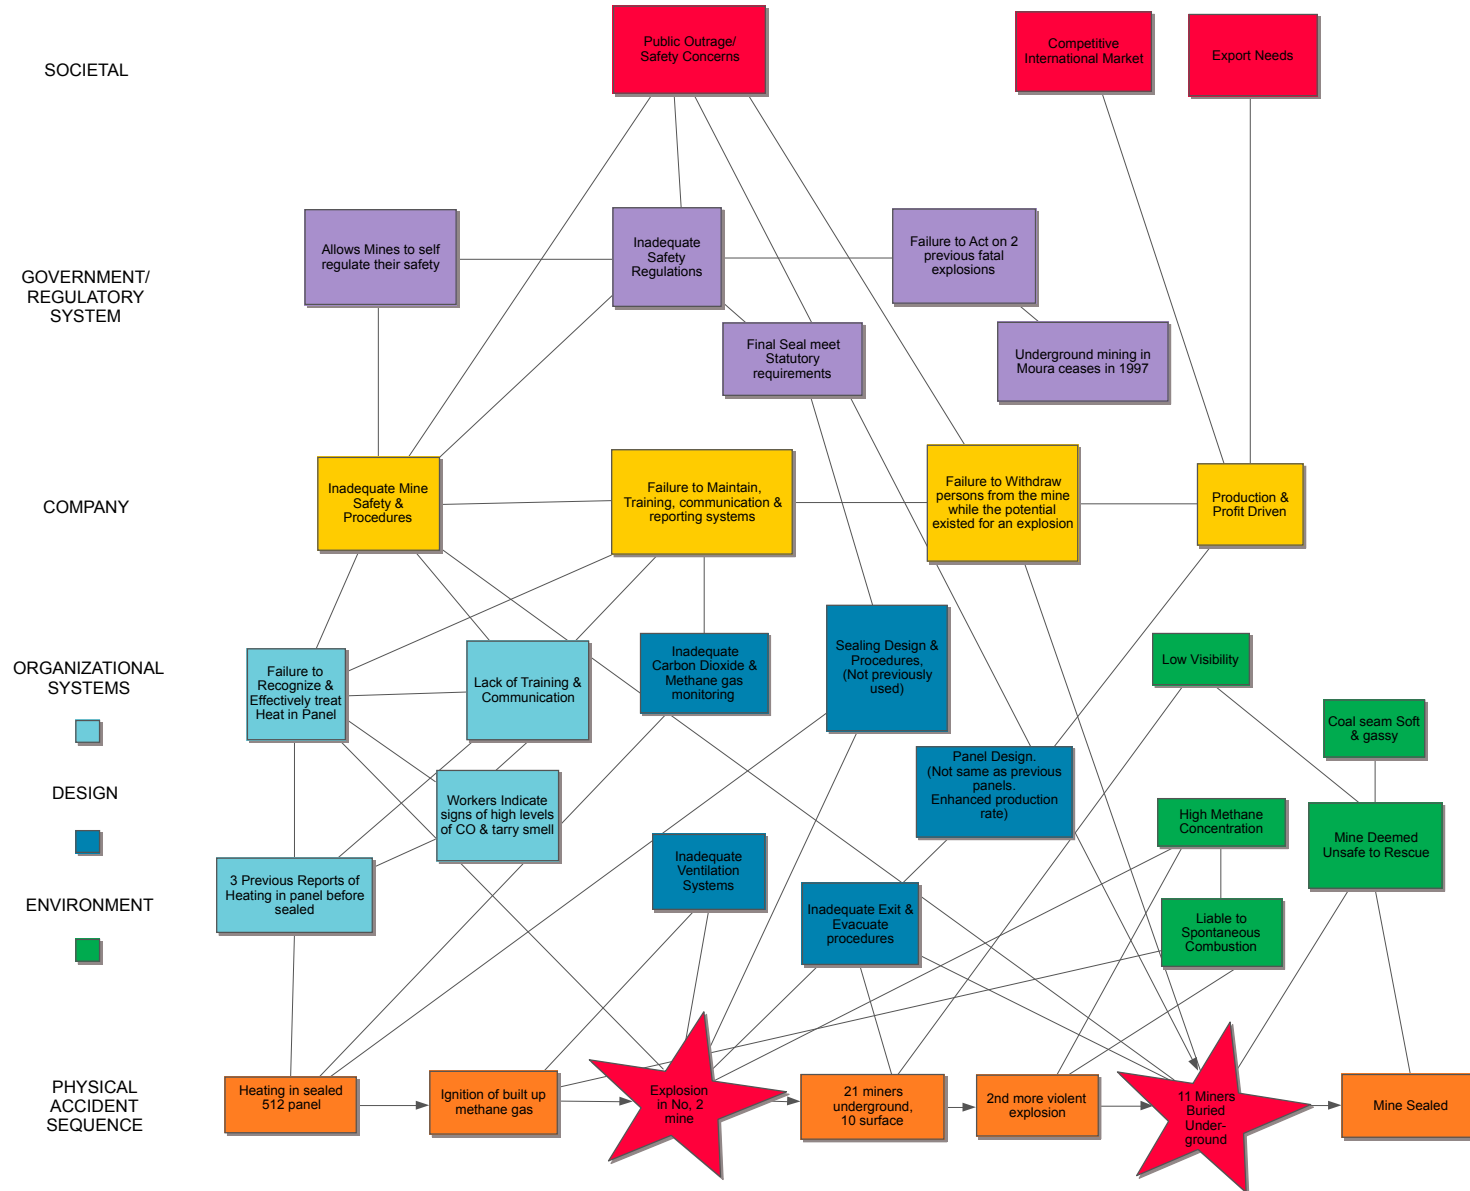 SOCIETAL
Public Outrage/
Safety Concerns
Competitive
International Market
Export Needs
GOVERNMENT/
REGULATORY
SYSTEM
Allows Mines to self
regulate their safety
Inadequate
Safety
Regulations
Failure to Act on 2
previous fatal
explosions
Final Seal meet
Statutory
requirements
Underground mining in
Moura ceases in 1997
COMPANY
Inadequate Mine
Safety &
Procedures
Failure to Maintain,
Training, communication &
reporting systems
Failure to Withdraw
persons from the mine
while the potential
existed for an explosion
Production &
Profit Driven
ORGANIZATIONAL
SYSTEMS
Failure to
Recognize &
Effectively treat
Heat in Panel
Lack of Training &
Communication
Inadequate
Carbon Dioxide &
Methane gas
monitoring
Sealing Design &
Procedures,
(Not previously
used)
Low Visibility
Coal seam Soft
& gassy
DESIGN
Workers Indicate
signs of high levels
of CO & tarry smell
Panel Design.
(Not same as previous
panels.
Enhanced production
rate)
High Methane
Concentration
Mine Deemed
Unsafe to Rescue
ENVIRONMENT
3 Previous Reports of
Heating in panel before
sealed
Inadequate
Ventilation
Systems
Inadequate Exit &
Evacuate
procedures
Liable to
Spontaneous
Combustion
PHYSICAL
ACCIDENT
SEQUENCE
Heating in sealed
512 panel
Ignition of built up
methane gas
Explosion
in No, 2
mine
21 miners
underground,
10 surface
2nd more violent
explosion
11 Miners
Buried
Under-
ground
Mine Sealed